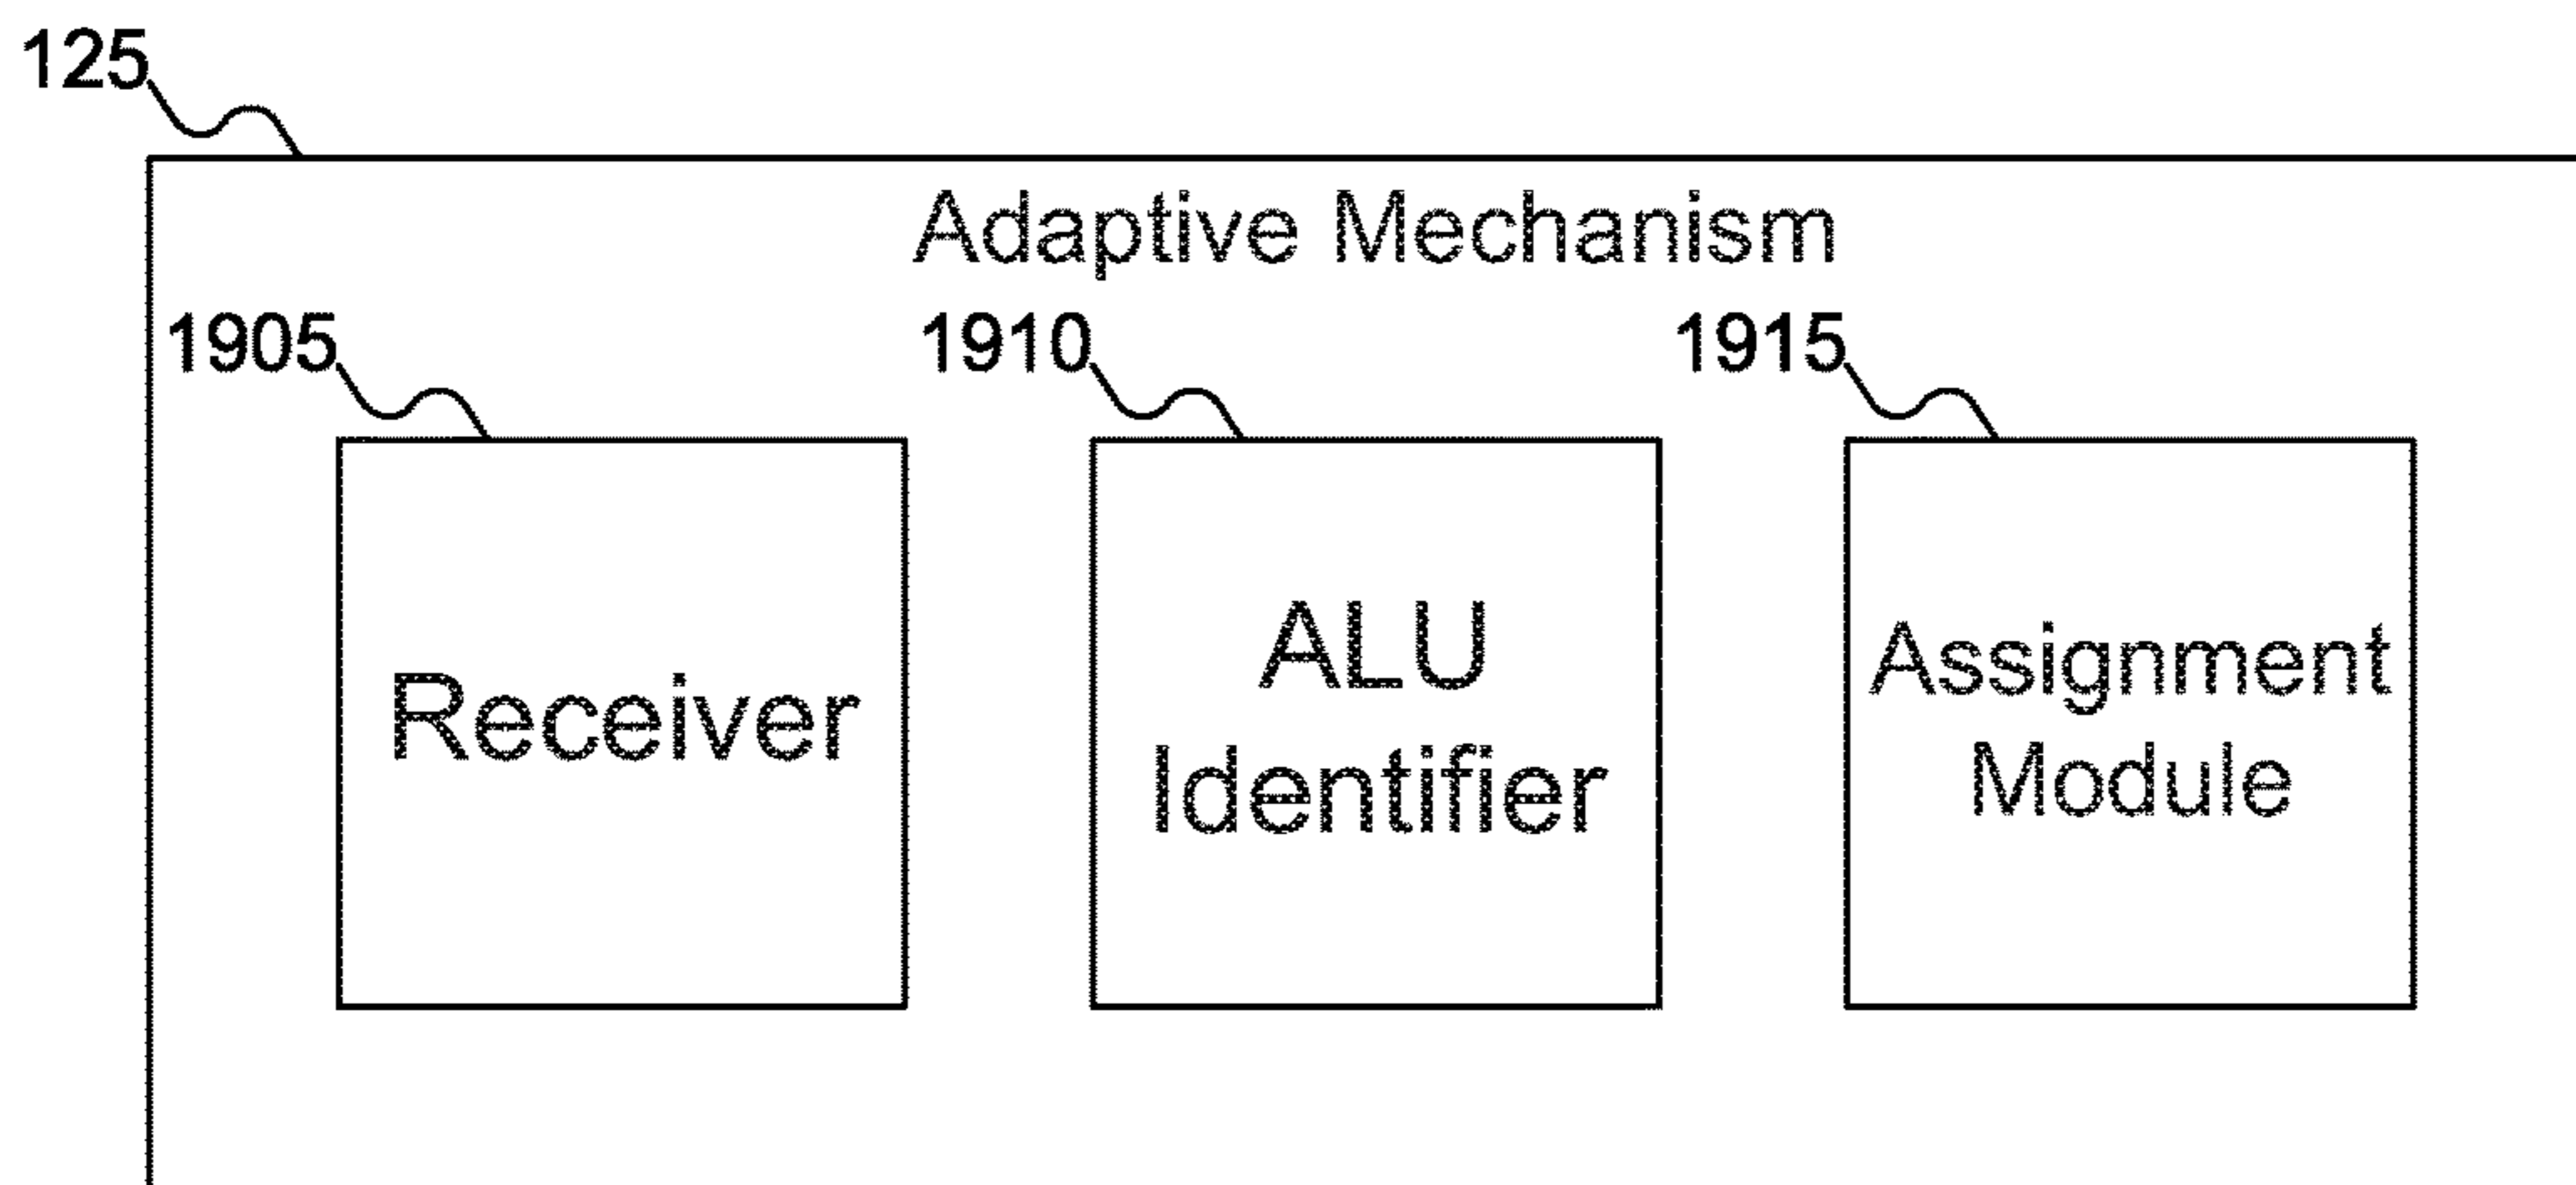 125
Adaptive Mechanism
1905
1910
1915
Receiver
ALU
Identifier
Assignment
Module